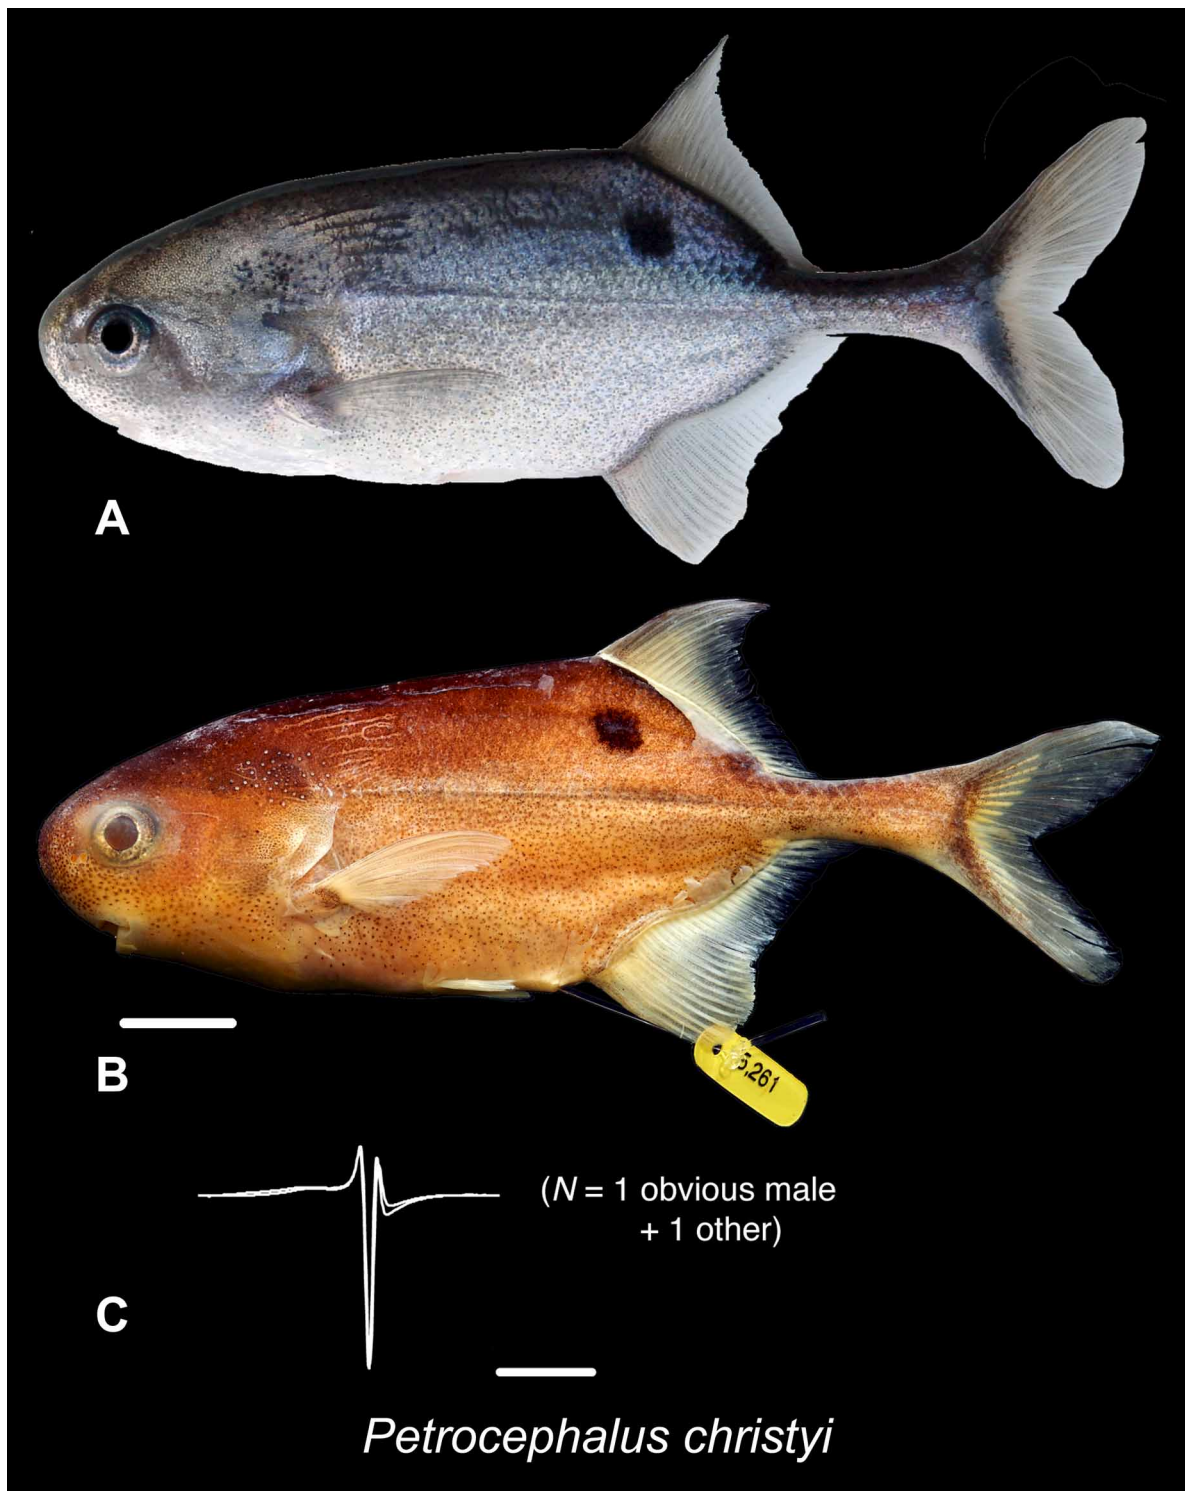 A
5,261
B
(N = 1 obvious male
+ 1 other)
C
Petrocephalus christyi